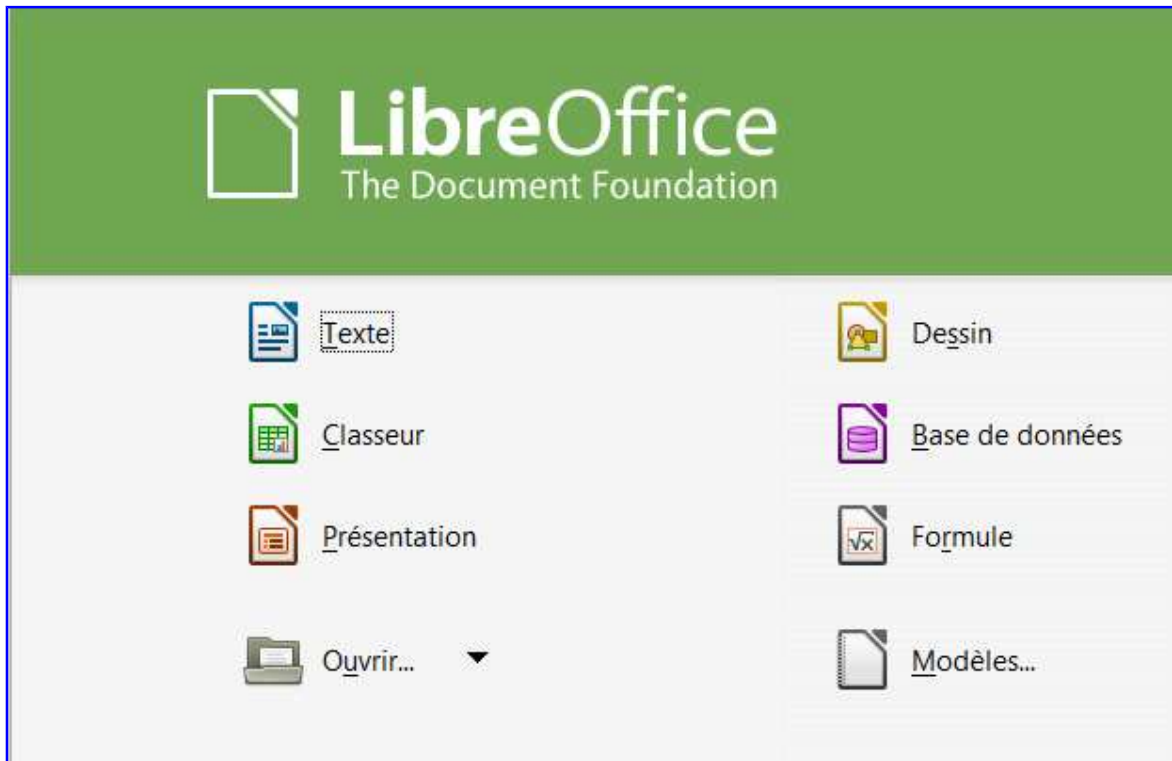 LibreOffice
The Document Foundation
Texte
Dessin
Classeur
Base de données
Présentation
Formule
Ouvrir...
Modèles...